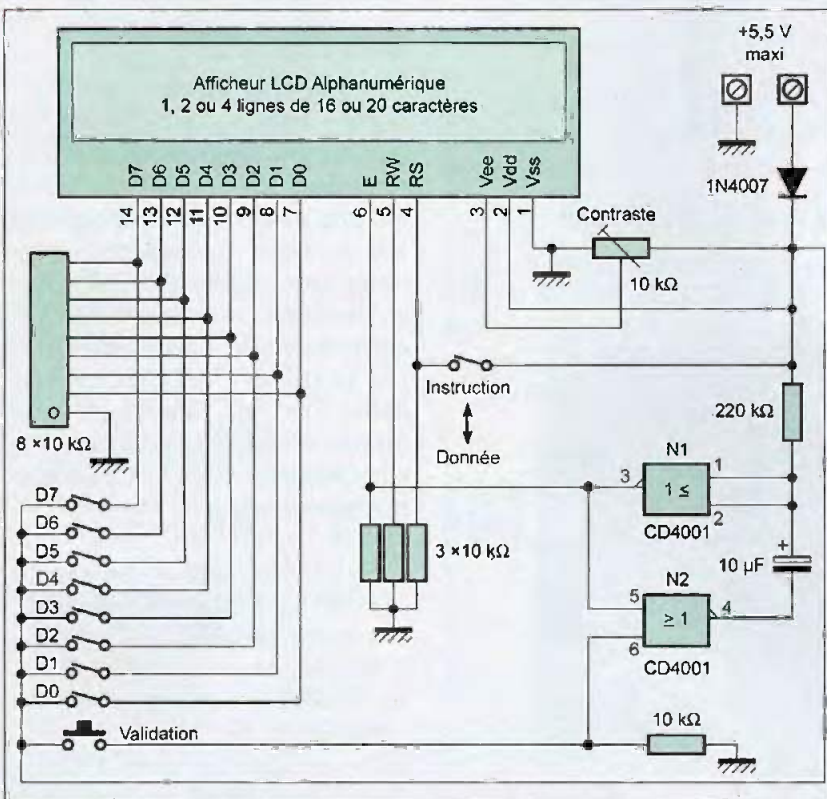 +5,5 V
maxi
Afficheur LCD Alphanumérique
1, 2 ou 4 lignes de 16 ou 20 caractères
D7 D6 D5 D4 D3 D2 D1 D0 E RW RS Vee Vdd Vss
14 13 12 11 10 9 8 7 6 5 4 3 2 1
1N4007
Contraste
10 kΩ
Instruction
Donnée
220 kΩ
8 × 10 kΩ
N1
3 1 ≤ 1
2
CD4001
D7
D6
D5
D4
D3
D2
D1
D0
3 × 10 kΩ
+
10 µF
N2
5 ≥ 1 4
6
CD4001
Validation
10 kΩ